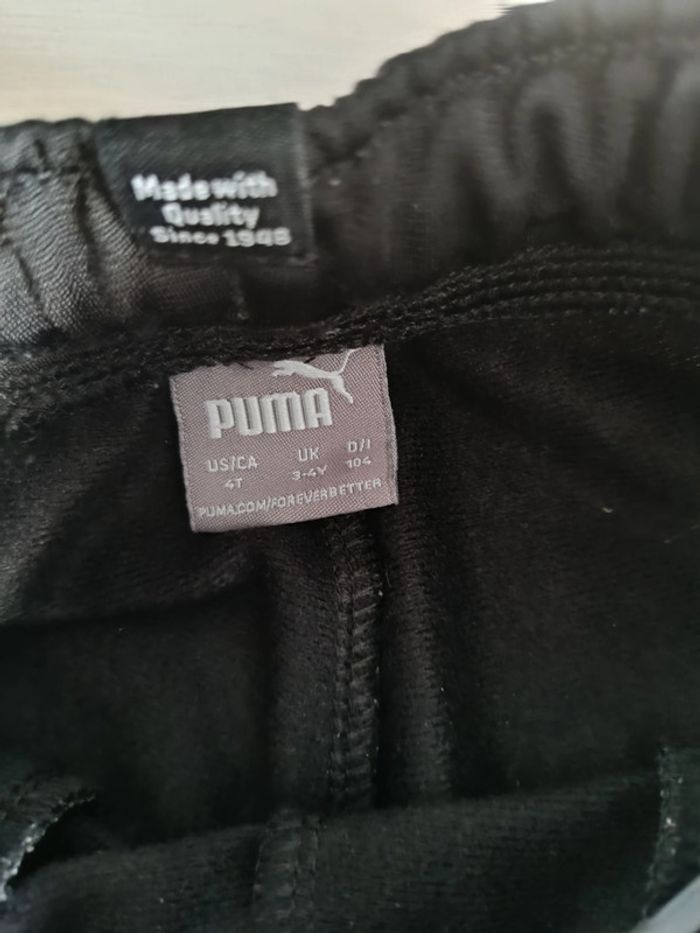 Made with
Quality
Since 1948
PUMA
US/CA UK D/I
4T 3-4Y 104
PUMA.COM/FOREVERBETTER